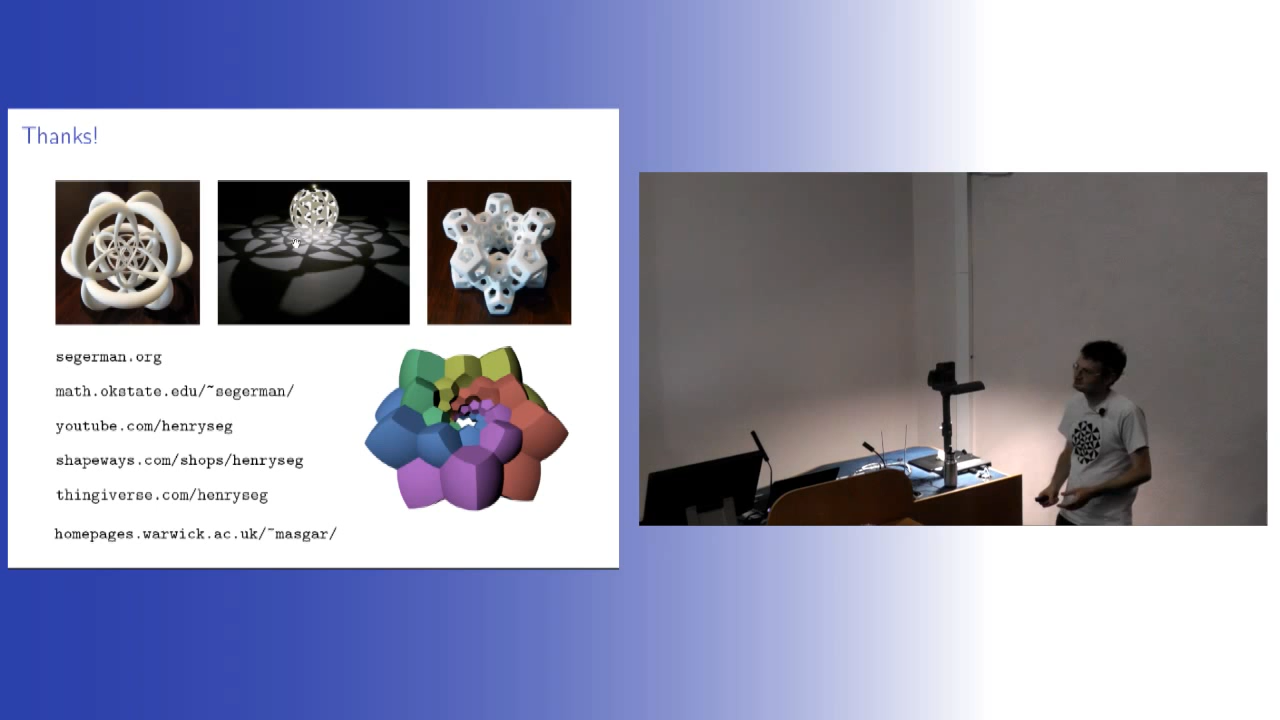 Thanks!
segerman.org
math.okstate.edu/~segerman/
youtube.com/henryseg
shapeways.com/shops/henryseg
thingiverse.com/henryseg
homepages.warwick.ac.uk/~masgar/